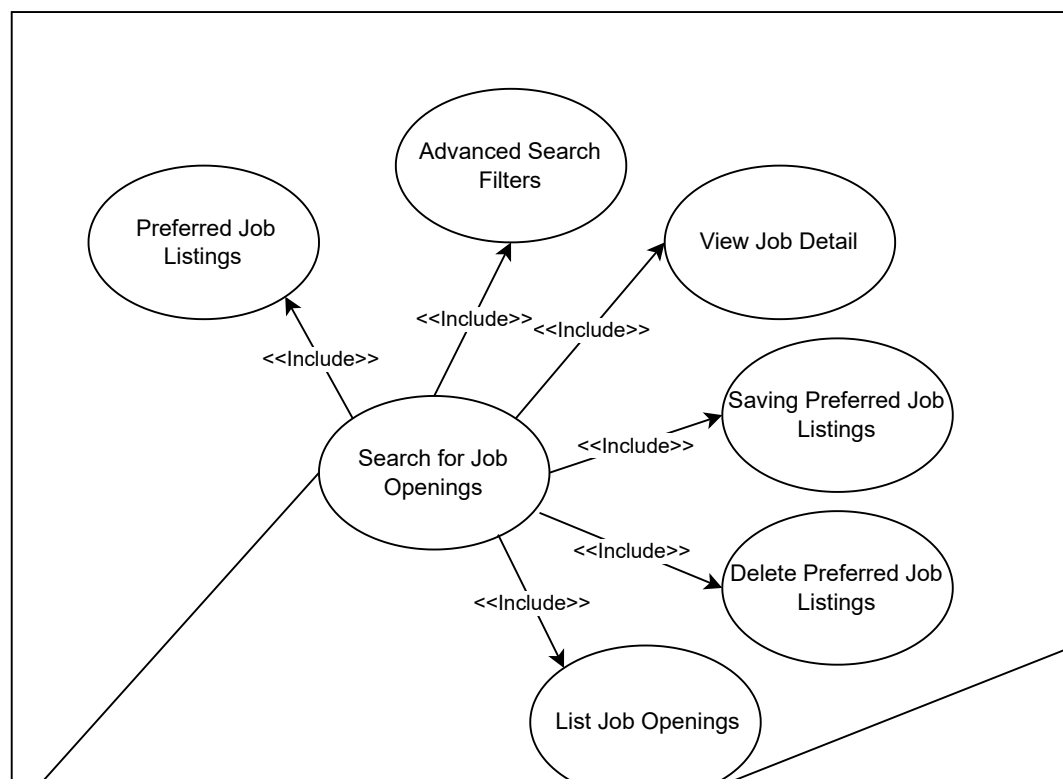 Advanced Search
Filters
Preferred Job
Listings
View Job Detail
<<Include>>
<<Include>>
<<Include>>
Saving Preferred Job
Listings
<<Include>>
Search for Job
Openings
<<Include>>
Delete Preferred Job
Listings
<<Include>>
List Job Openings